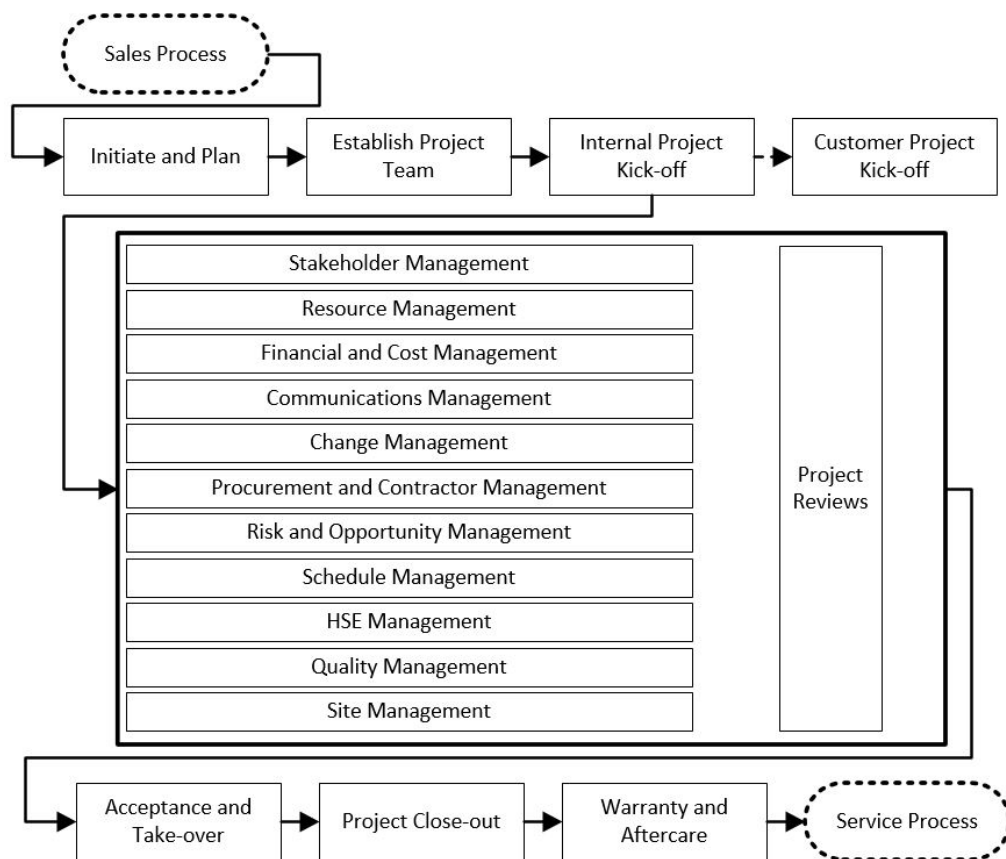 Sales Process
Initiate and Plan
Establish Project
Team
Internal Project
Kick-off
Customer Project
Kick-off
Stakeholder Management
Resource Management
Financial and Cost Management
Communications Management
Change Management
Procurement and Contractor Management
Risk and Opportunity Management
Schedule Management
HSE Management
Quality Management
Site Management
Project
Reviews
Acceptance and
Take-over
Project Close-out
Warranty and
Aftercare
Service Process